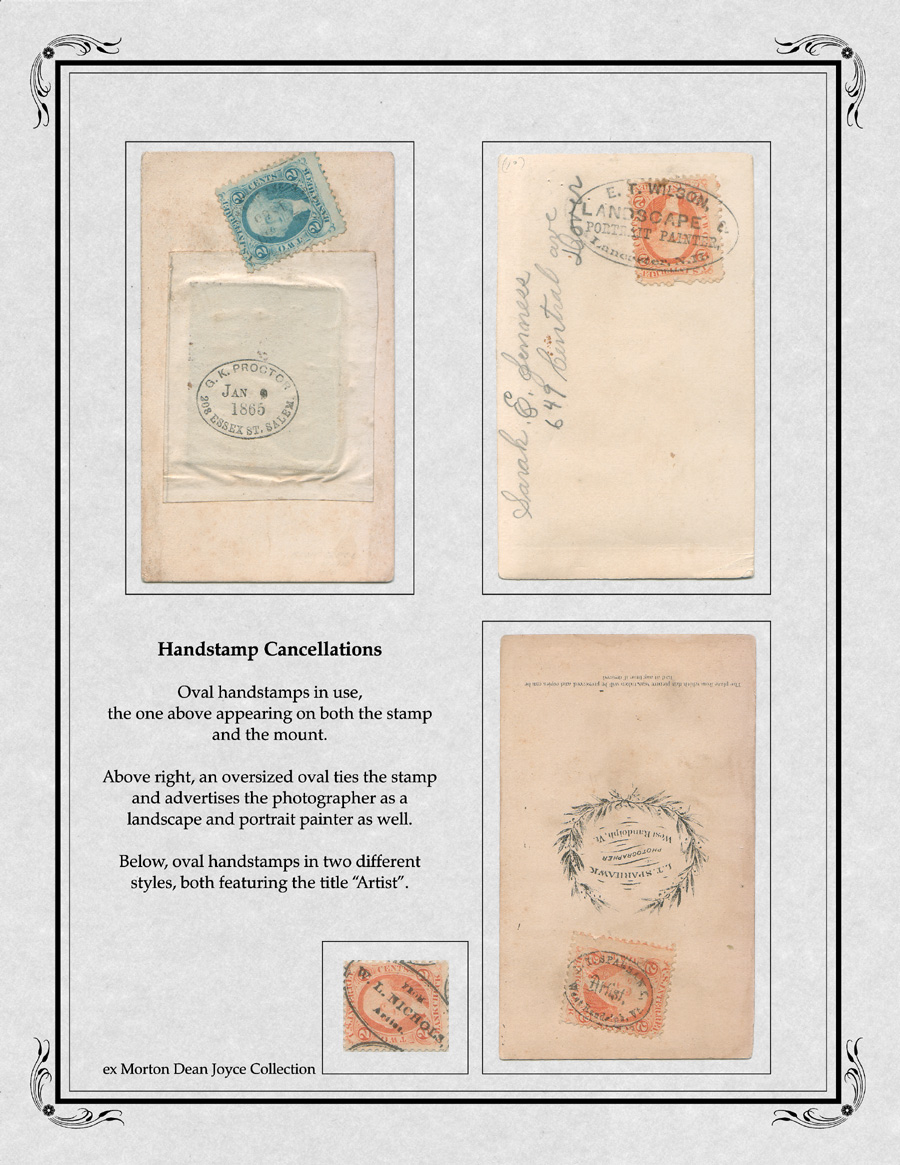 CENTS
TWO
G. K. PROCTOR
JAN 9
1865
208 ESSEX ST. SALEM.
E. T. WILSON,
LANDSCAPE &
PORTRAIT PAINTER,
Lancaster, N.H.
Sarah E. Jenness
649 Central ave
Dover
Handstamp Cancellations
Oval handstamps in use,
the one above appearing on both the stamp
and the mount.
Above right, an oversized oval ties the stamp
and advertises the photographer as a
landscape and portrait painter as well.
Below, oval handstamps in two different
styles, both featuring the title “Artist”.
The plate from which this picture was taken will be preserved, and copies can be
had at any time if desired
L. T. SPARHAWK
PHOTOGRAPHER
West Randolph, Vt.
L. T. SPARHAWK
Artist,
CENTS
FROM
W. L. NICHOLS,
Artist,
ex Morton Dean Joyce Collection